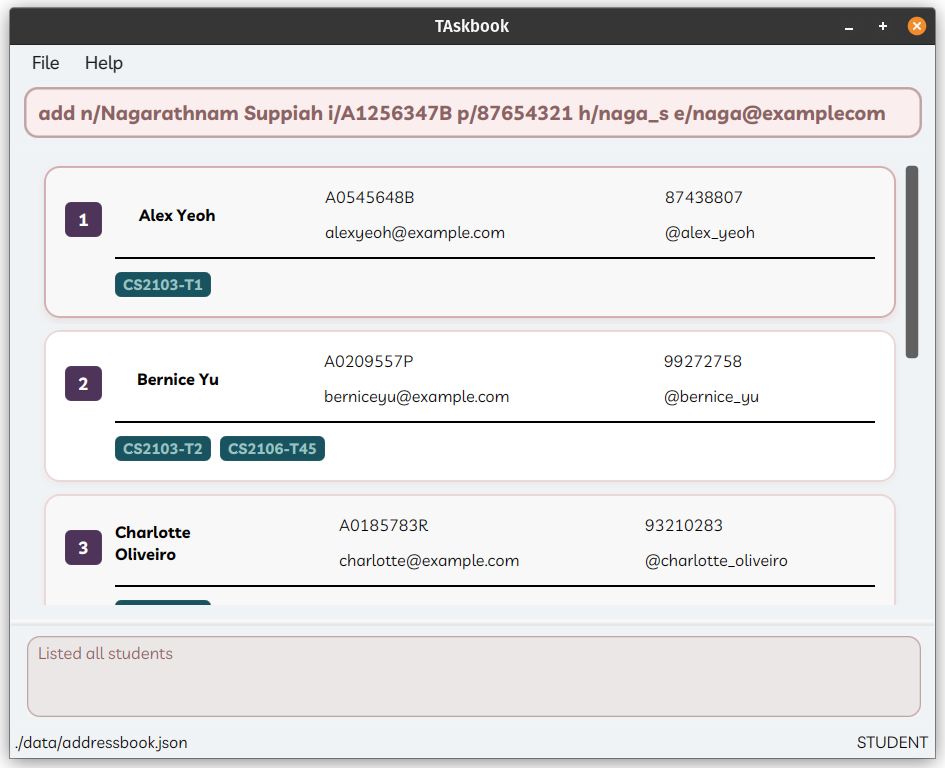 TAskbook
File Help
add n/Nagarathnam Suppiah i/A1256347B p/87654321 h/naga_s e/naga@examplecom
1 Alex Yeoh A0545648B 87438807
alexyeoh@example.com @alex_yeoh
CS2103-T1
2 Bernice Yu A0209557P 99272758
berniceyu@example.com @bernice_yu
CS2103-T2 CS2106-T45
3 Charlotte Oliveiro A0185783R 93210283
charlotte@example.com @charlotte_oliveiro
Listed all students
./data/addressbook.json STUDENT